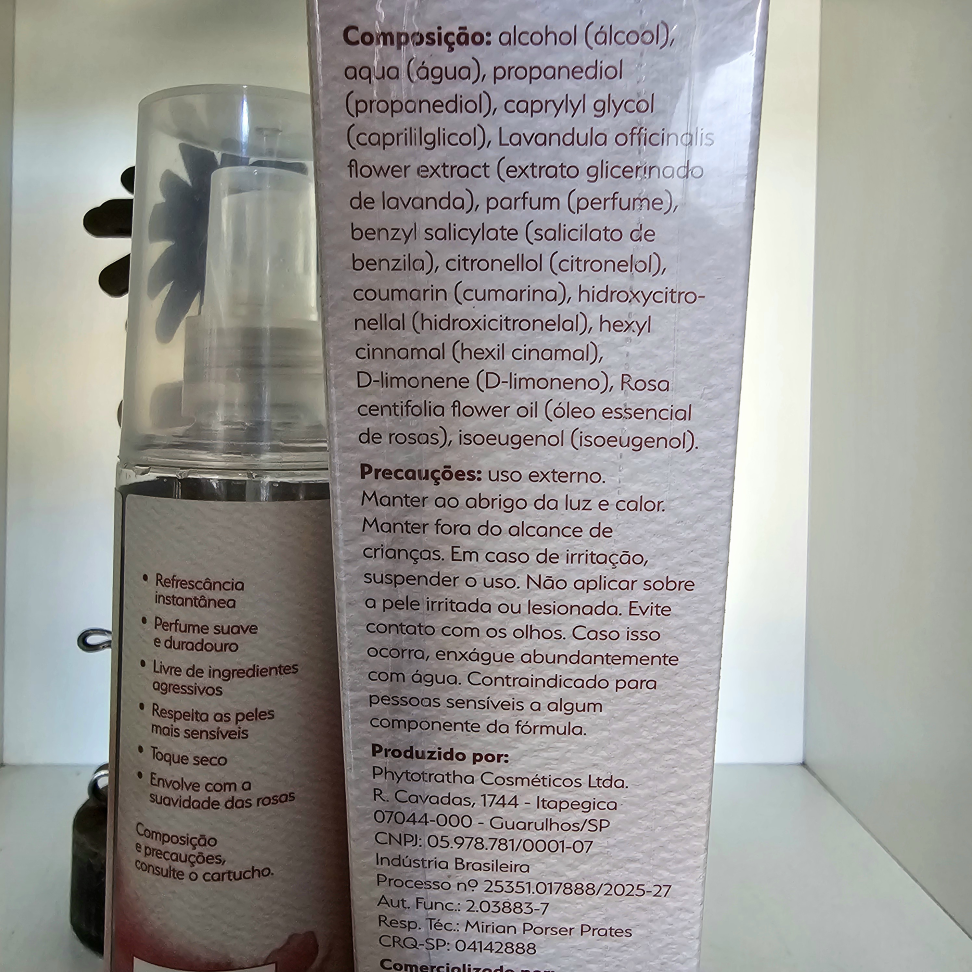 Composição: alcohol (álcool),
aqua (água), propanediol
(propanediol), caprylyl glycol
(caprililglicol), Lavandula officinalis
flower extract (extrato glicerinado
de lavanda), parfum (perfume),
benzyl salicylate (salicilato de
benzila), citronellol (citronelol),
coumarin (cumarina), hidroxycitro-
nellal (hidroxicitronelal), hexyl
cinnamal (hexil cinamal),
D-limonene (D-limoneno), Rosa
centifolia flower oil (óleo essencial
de rosas), isoeugenol (isoeugenol).
Precauções: uso externo.
Manter ao abrigo da luz e calor.
Manter fora do alcance de
crianças. Em caso de irritação,
suspender o uso. Não aplicar sobre
a pele irritada ou lesionada. Evite
contato com os olhos. Caso isso
ocorra, enxágue abundantemente
com água. Contraindicado para
pessoas sensíveis a algum
componente da fórmula.
Produzido por:
Phytotratha Cosméticos Ltda.
R. Cavadas, 1744 - Itapegica
07044-000 - Guarulhos/SP
CNPJ: 05.978.781/0001-07
Indústria Brasileira
Processo nº 25351.017888/2025-27
Aut. Func.: 2.03883-7
Resp. Téc.: Mirian Porser Prates
CRQ-SP: 04142888
Comercializado por:
• Refrescância
instantânea
• Perfume suave
e duradouro
• Livre de ingredientes
agressivos
• Respeita as peles
mais sensíveis
• Toque seco
• Envolve com a
suavidade das rosas
Composição
e precauções,
consulte o cartucho.